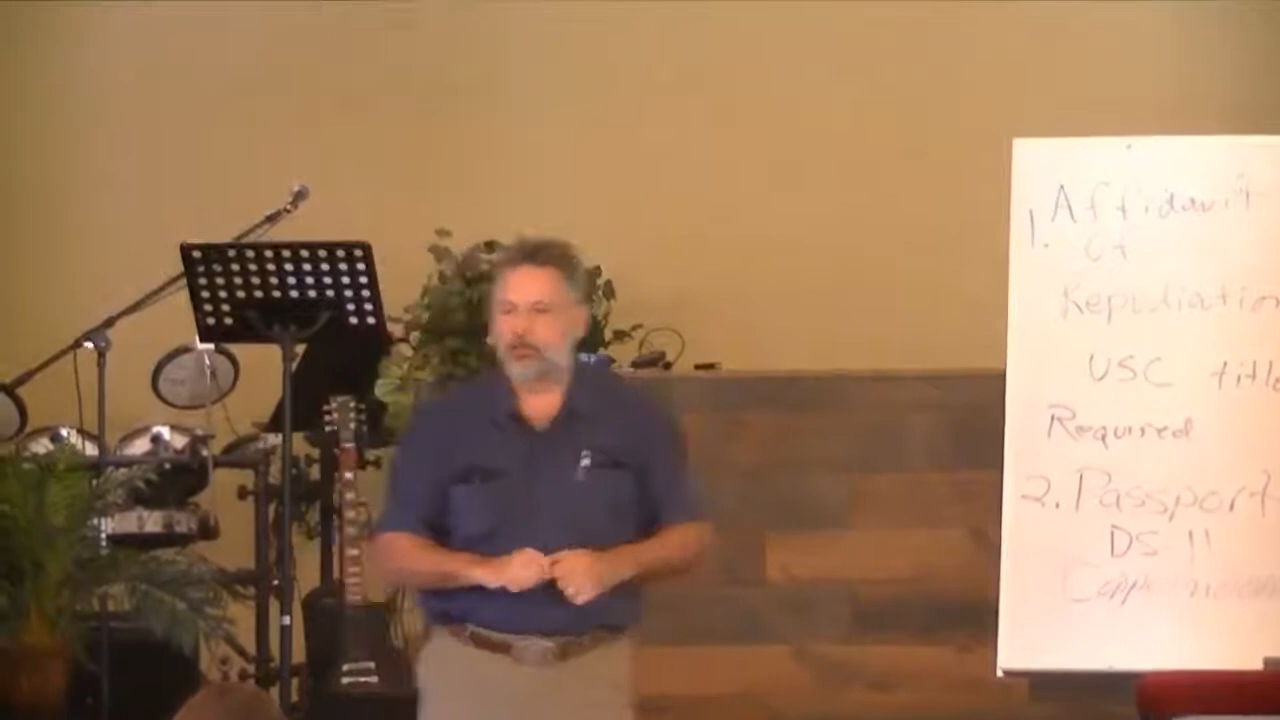 1. Affidavit
Of
Repudiation
USC title
Required
2. Passport
DS 11